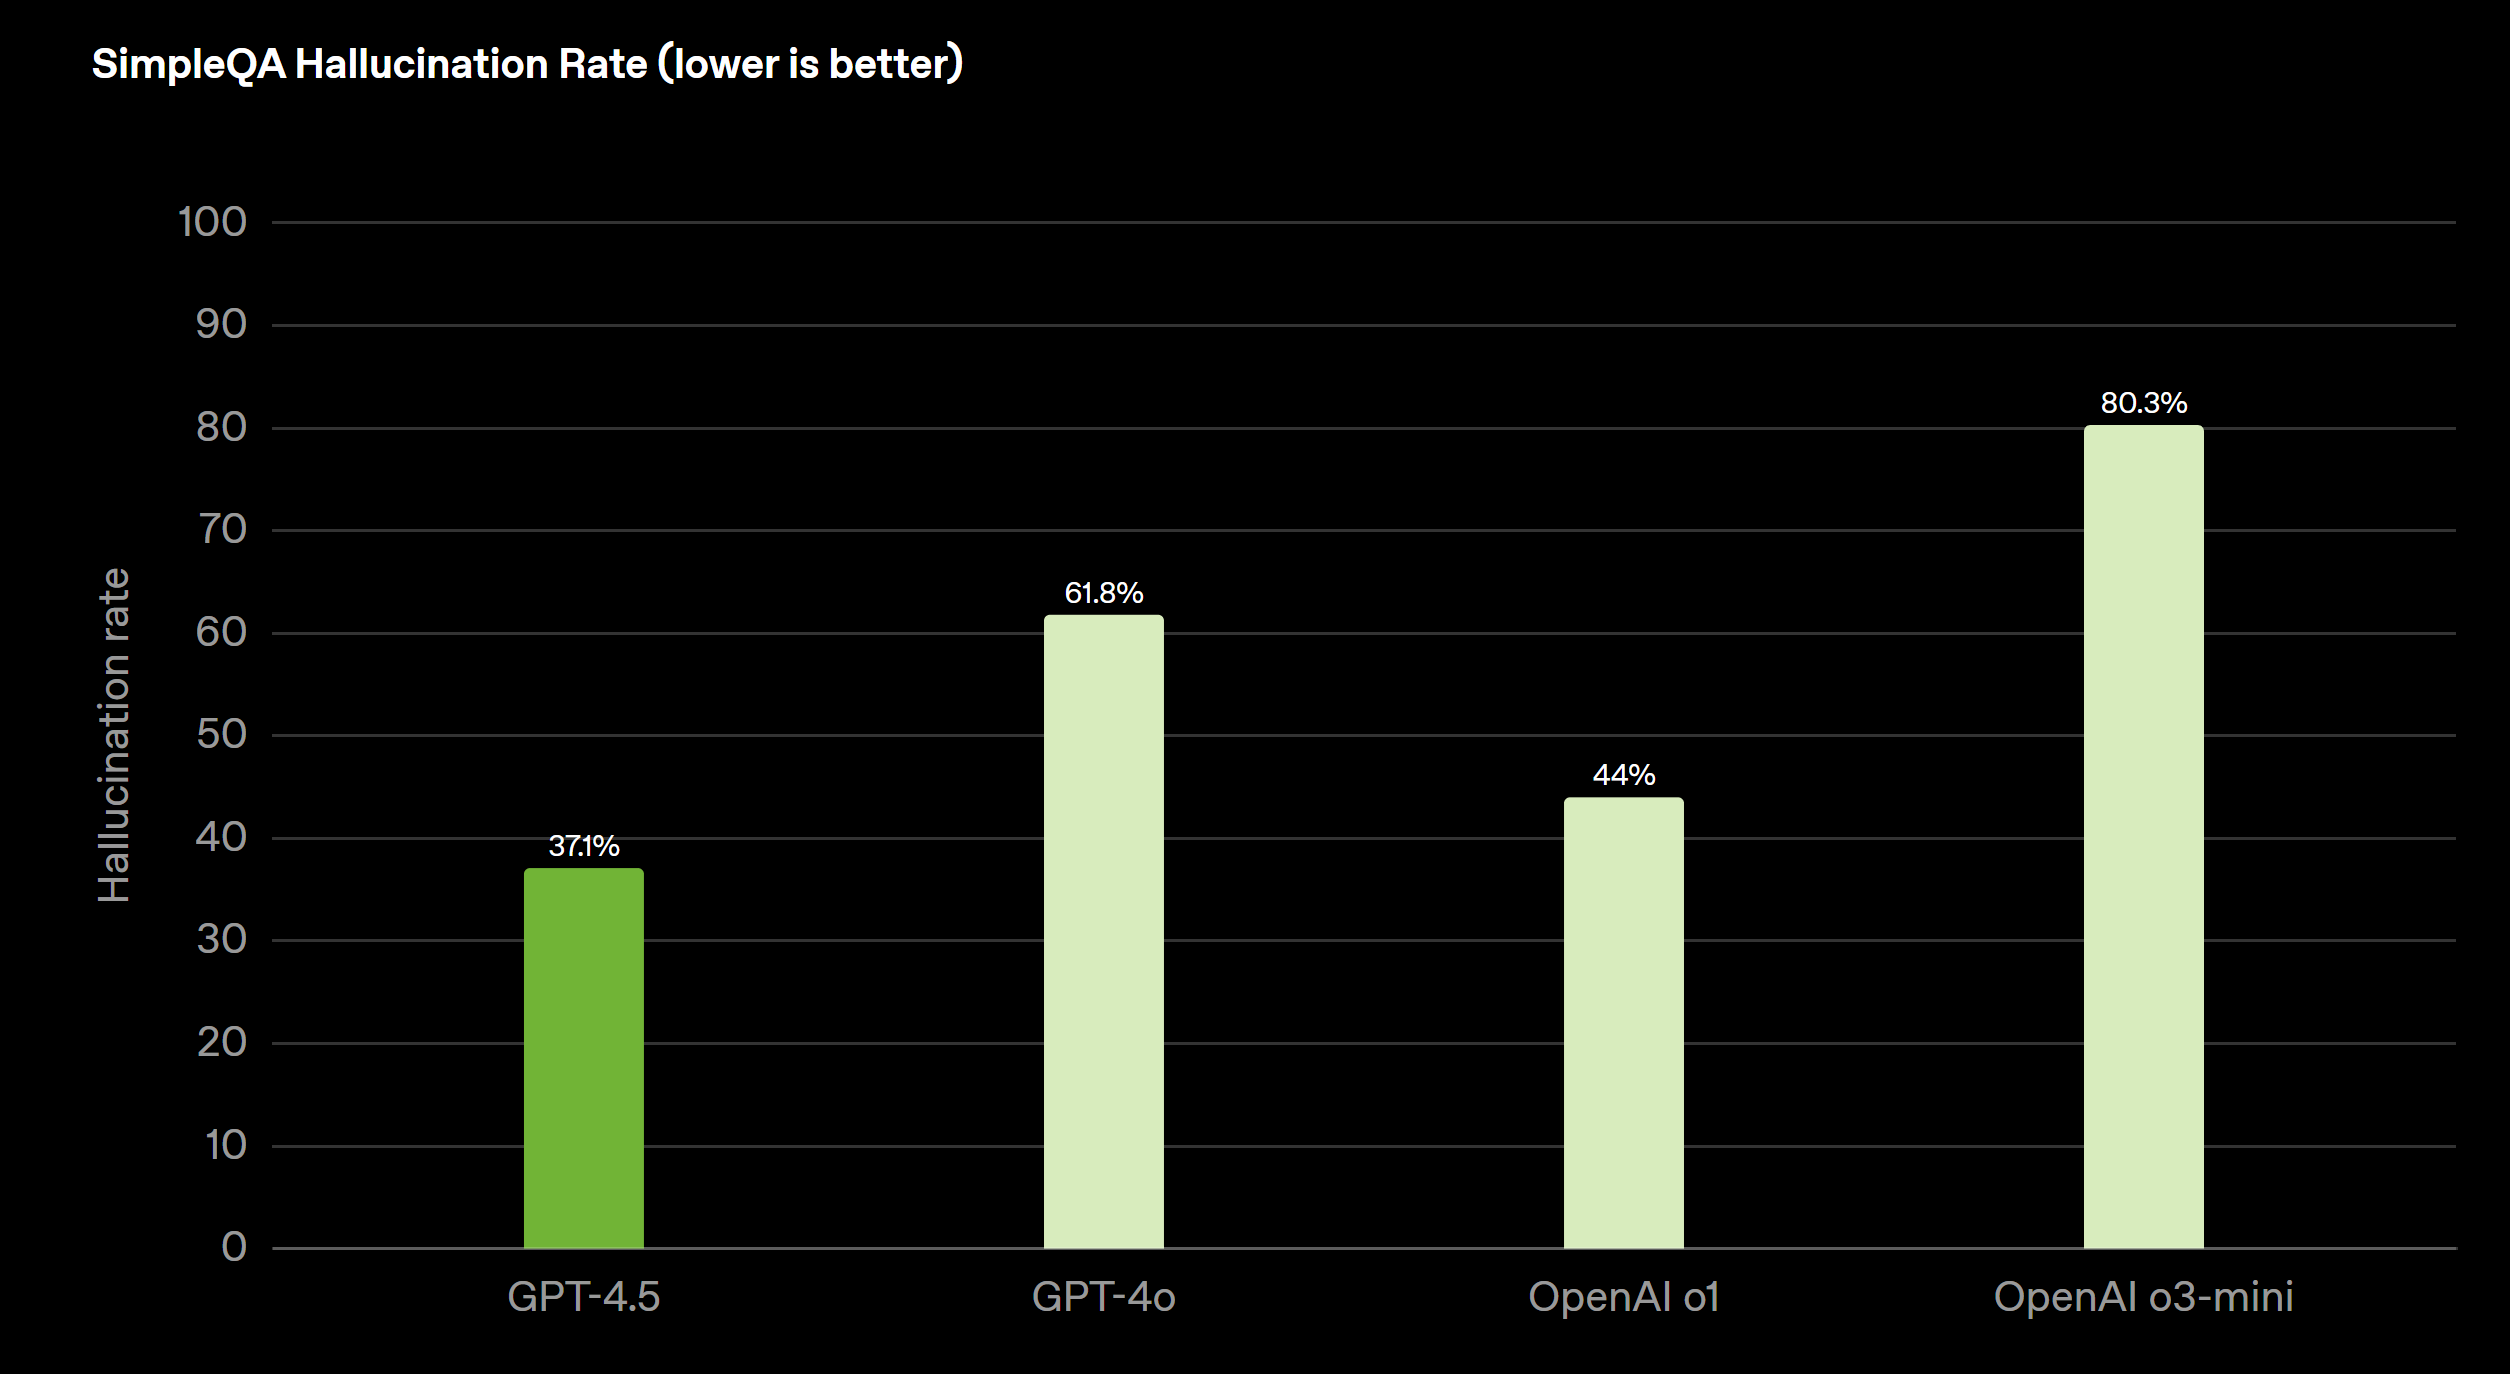 SimpleQA Hallucination Rate (lower is better)
Hallucination rate
100
90
80
70
60
50
40
30
20
10
0
37.1%
61.8%
44%
80.3%
GPT-4.5
GPT-4o
OpenAI o1
OpenAI o3-mini